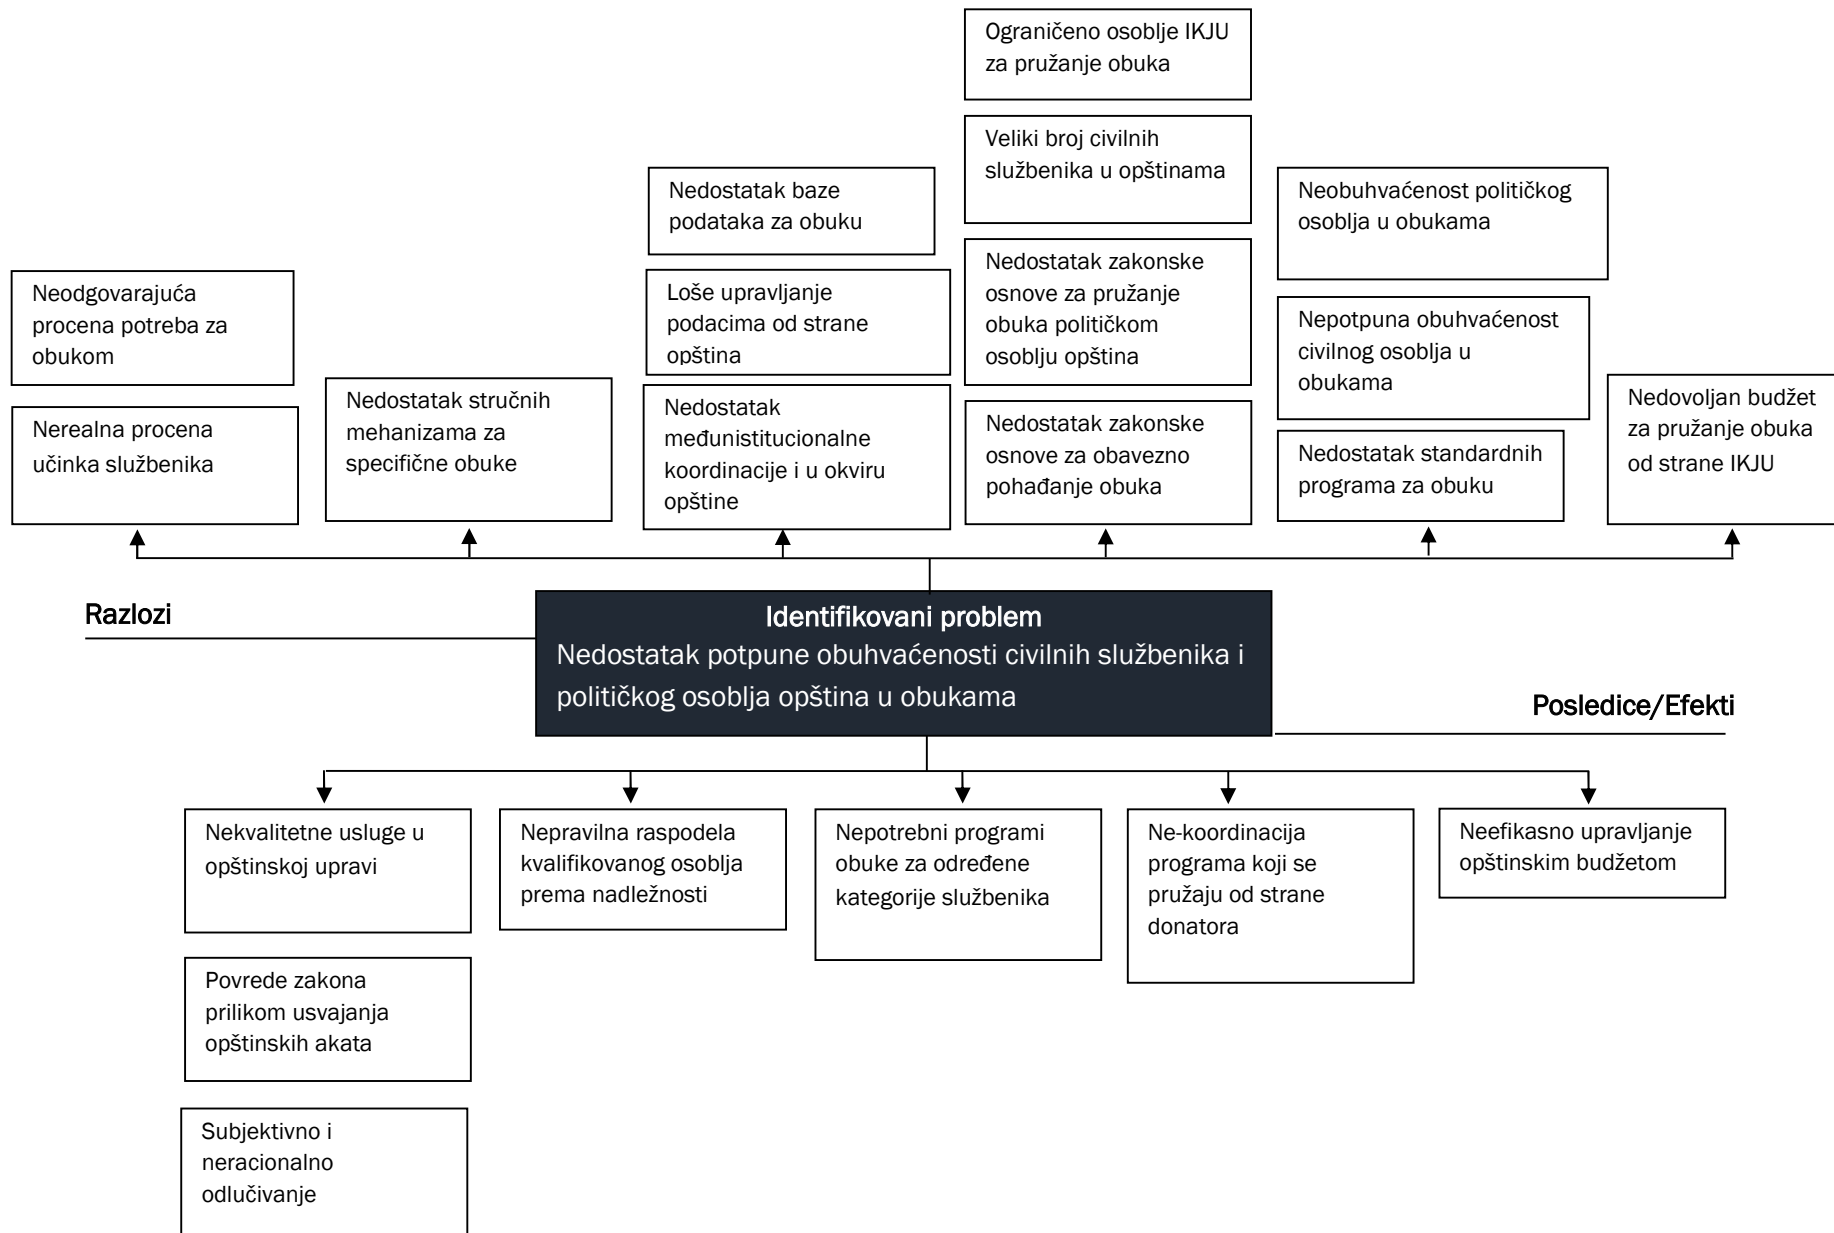 Ograničeno osoblje IKJU
za pružanje obuka
Veliki broj civilnih
službenika u opštinama
Nedostatak baze
podataka za obuku
Neobuhvaćenost političkog
osoblja u obukama
Neodgovarajuća
procena potreba za
obukom
Loše upravljanje
podacima od strane
opština
Nedostatak zakonske
osnove za pružanje
obuka političkom
osoblju opština
Nepotpuna obuhvaćenost
civilnog osoblja u
obukama
Nerealna procena
učinka službenika
Nedostatak stručnih
mehanizama za
specifične obuke
Nedostatak
međunistitucionalne
koordinacije i u okviru
opštine
Nedostatak zakonske
osnove za obavezno
pohađanje obuka
Nedostatak standardnih
programa za obuku
Nedovoljan budžet
za pružanje obuka
od strane IKJU
Razlozi
Identifikovani problem
Nedostatak potpune obuhvaćenosti civilnih službenika i
političkog osoblja opština u obukama
Posledice/Efekti
Nekvalitetne usluge u
opštinskoj upravi
Nepravilna raspodela
kvalifikovanog osoblja
prema nadležnosti
Nepotrebni programi
obuke za određene
kategorije službenika
Ne-koordinacija
programa koji se
pružaju od strane
donatora
Neefikasno upravljanje
opštinskim budžetom
Povrede zakona
prilikom usvajanja
opštinskih akata
Subjektivno i
neracionalno
odlučivanje